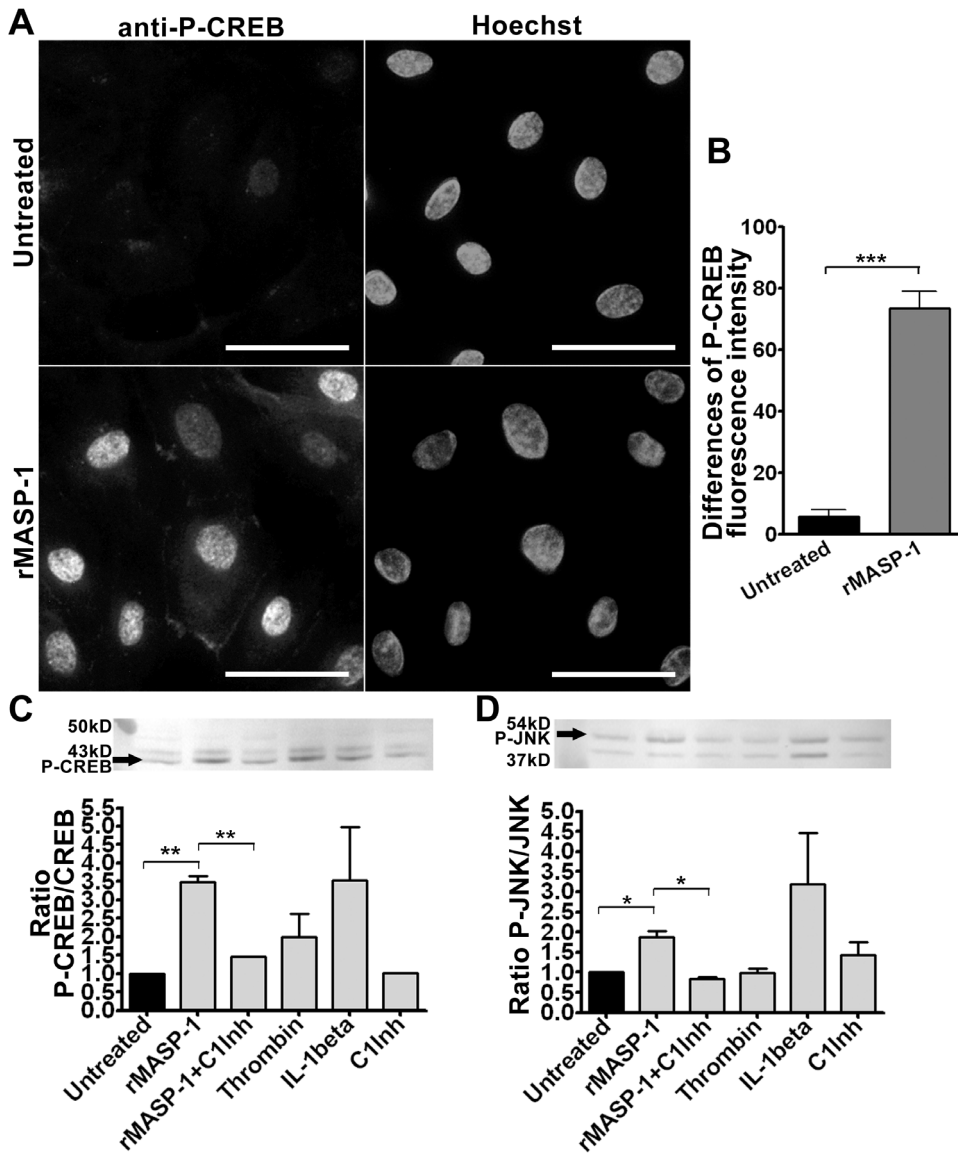 A
anti-P-CREB
Hoechst
Untreated
rMASP-1
B
Differences of P-CREB
fluorescence intensity
100
80
60
40
20
0
***
Untreated
rMASP-1
C
50kD
43kD
P-CREB
Ratio
P-CREB/CREB
5.5
5.0
4.5
4.0
3.5
3.0
2.5
2.0
1.5
1.0
0.5
0.0
**
**
Untreated
rMASP-1
rMASP-1+C1Inh
Thrombin
IL-1beta
C1Inh
D
54kD
P-JNK
37kD
Ratio P-JNK/JNK
5.0
4.5
4.0
3.5
3.0
2.5
2.0
1.5
1.0
0.5
0.0
*
*
Untreated
rMASP-1
rMASP-1+C1Inh
Thrombin
IL-1beta
C1Inh